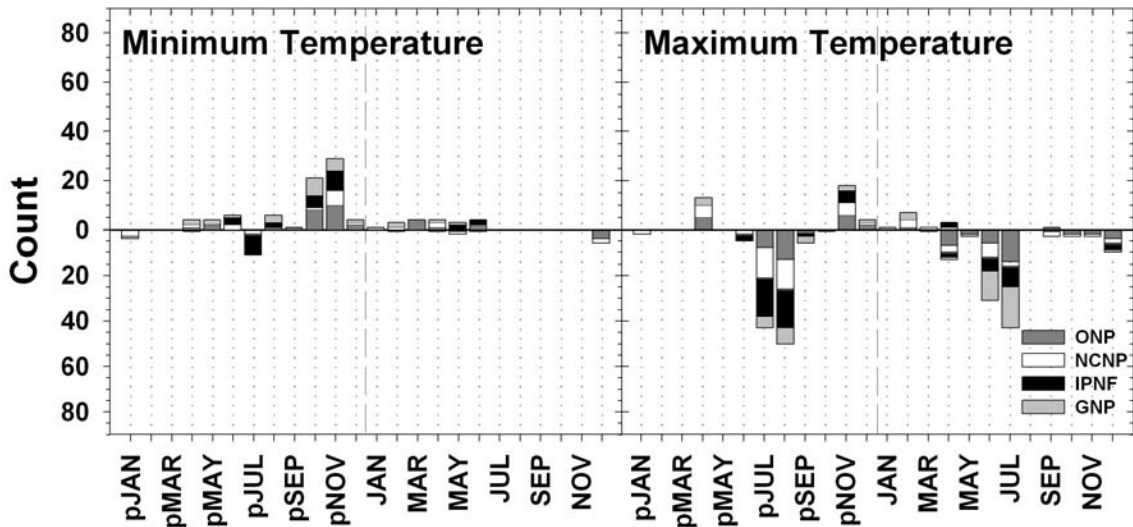 Minimum Temperature
Maximum Temperature
Count
80
60
40
20
0
20
40
60
80
ONP
NCNP
IPNF
GNP
pJAN
pMAR
pMAY
pJUL
pSEP
pNOV
JAN
MAR
MAY
JUL
SEP
NOV
pJAN
pMAR
pMAY
pJUL
pSEP
pNOV
JAN
MAR
MAY
JUL
SEP
NOV